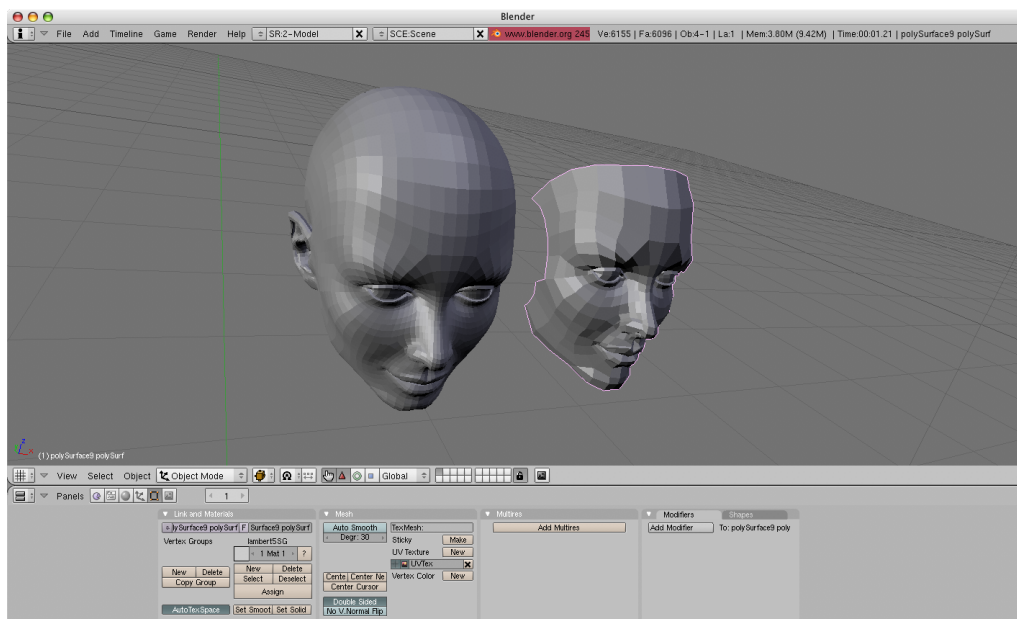 Blender
File Add Timeline Game Render Help SR:2-Model X SCE:Scene X www.blender.org 245 Ve:6155 | Fa:6096 | Ob:4-1 | La:1 | Mem:3.80M (9.42M) | Time:00:01.21 | polySurface9 polySurf
z
x
(1) polySurface9 polySurf
View Select Object Object Mode Global
Panels 1
Link and Materials Mesh Multires Modifiers Shapes
lySurface9 polySurf F Surface9 polySurf Auto Smooth TexMesh: Add Multires Add Modifier To: polySurface9 poly
Vertex Groups lambert5SG Degr: 30 Sticky Make
1 Mat 1 ? UV Texture New
New Delete New Delete UVTex X
Copy Group Select Deselect Cente Center Ne Vertex Color New
Assign Center Cursor
Double Sided
AutoTexSpace Set Smoot Set Solid No V.Normal Flip